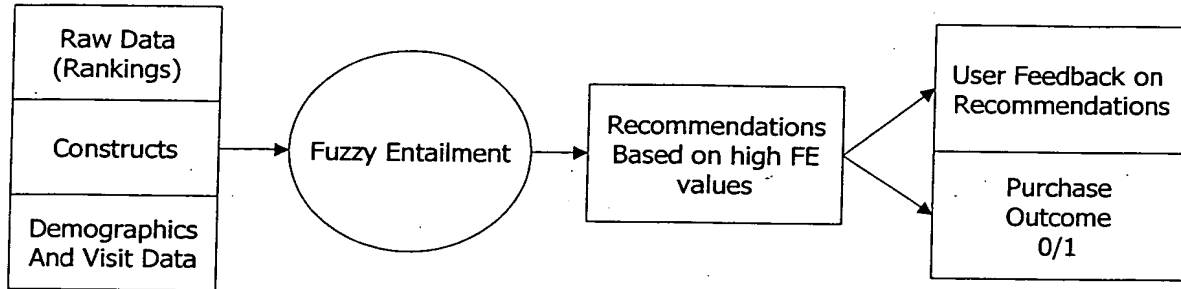 Raw Data
(Rankings)
Constructs
Demographics
And Visit Data
Fuzzy Entailment
Recommendations
Based on high FE
values
User Feedback on
Recommendations
Purchase
Outcome
0/1